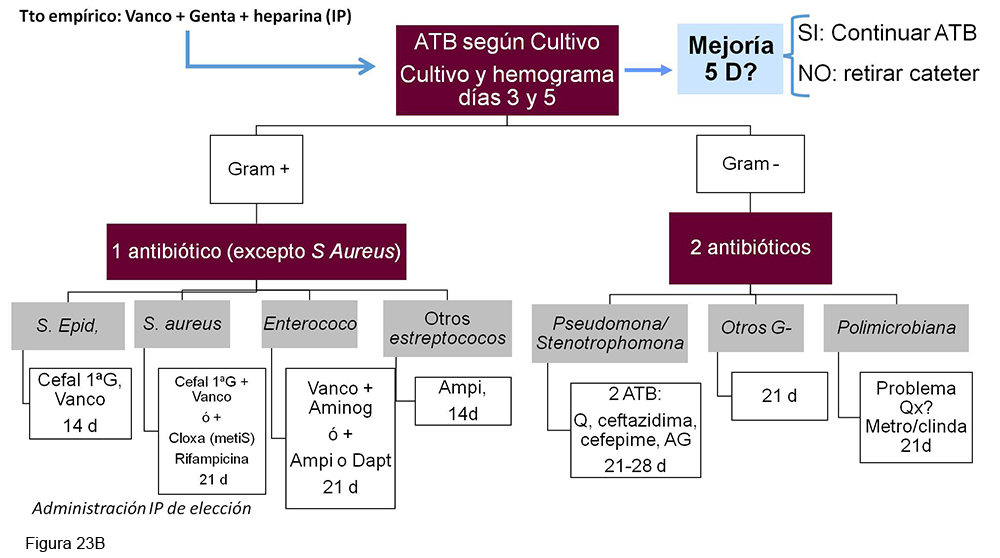 Tto empírico: Vanco + Genta + heparina (IP)
ATB según Cultivo
Cultivo y hemograma
días 3 y 5
Mejoría
5 D?
SI: Continuar ATB
NO: retirar cateter
Gram +
Gram -
1 antibiótico (excepto S Aureus)
2 antibióticos
S. Epid,
S. aureus
Enterococo
Otros
estreptococos
Pseudomona/
Stenotrophomona
Otros G-
Polimicrobiana
Cefal 1ªG,
Vanco
14 d
Cefal 1ªG +
Vanco
ó +
Cloxa (metiS)
Rifampicina
21 d
Vanco +
Aminog
ó +
Ampi o Dapt
21 d
Ampi,
14d
2 ATB:
Q, ceftazidima,
cefepime, AG
21-28 d
21 d
Problema
Qx?
Metro/clinda
21d
Administración IP de elección
Figura 23B